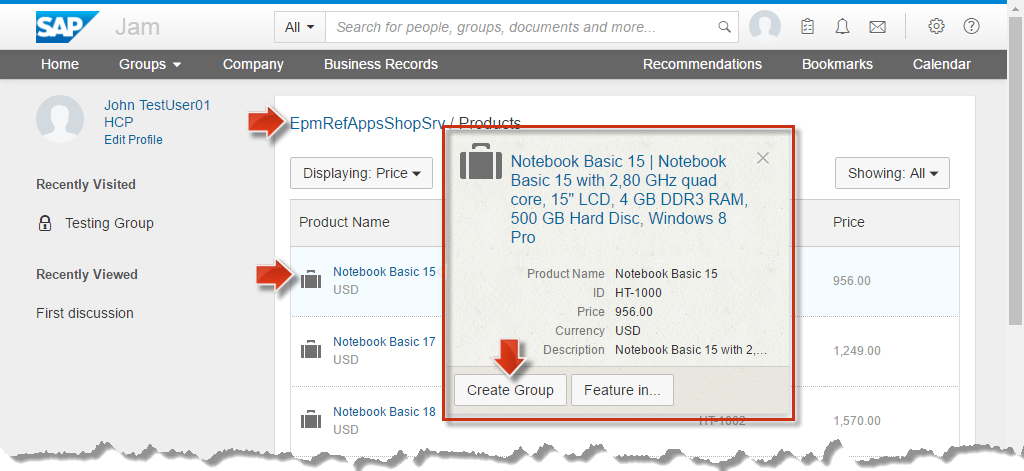 SAP Jam
All
Search for people, groups, documents and more...
Home Groups Company Business Records Recommendations Bookmarks Calendar
John TestUser01
HCP
Edit Profile
Recently Visited
Testing Group
Recently Viewed
First discussion
EpmRefAppsShopSrv / Products
Displaying: Price
Showing: All
Product Name
Price
Notebook Basic 15
USD
956.00
Notebook Basic 17
USD
1,249.00
Notebook Basic 18
USD
HT-1002
1,570.00
Notebook Basic 15 | Notebook
Basic 15 with 2,80 GHz quad
core, 15" LCD, 4 GB DDR3 RAM,
500 GB Hard Disc, Windows 8
Pro
Product Name Notebook Basic 15
ID HT-1000
Price 956.00
Currency USD
Description Notebook Basic 15 with 2,...
Create Group
Feature in...